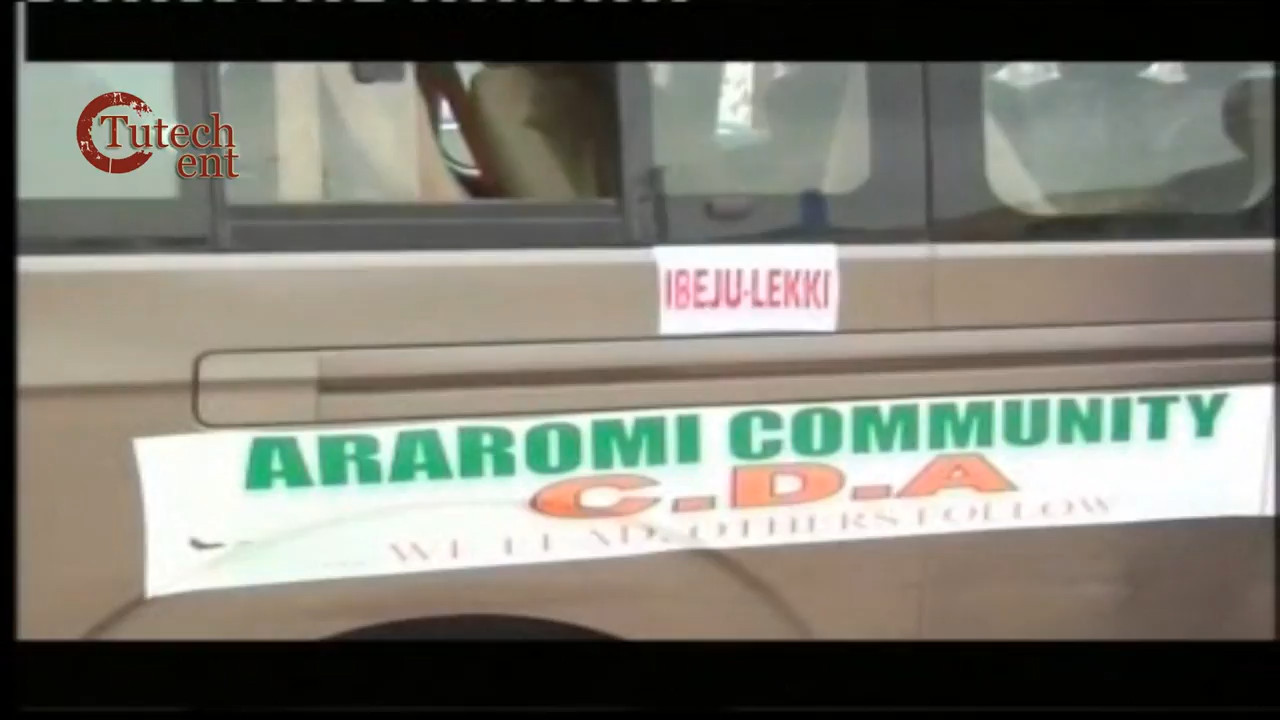 Tutech
ent
IBEJU-LEKKI
ARAROMI COMMUNITY
C.D.A
WE LEAD, OTHERS FOLLOW